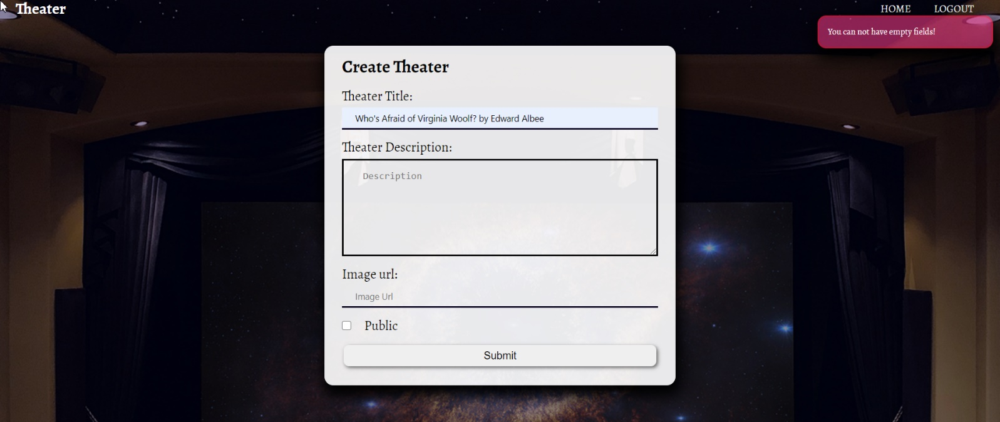 Theater
HOME
LOGOUT
You can not have empty fields!
Create Theater
Theater Title:
Who's Afraid of Virginia Woolf? by Edward Albee
Theater Description:
Description
Image url:
Image Url
Public
Submit